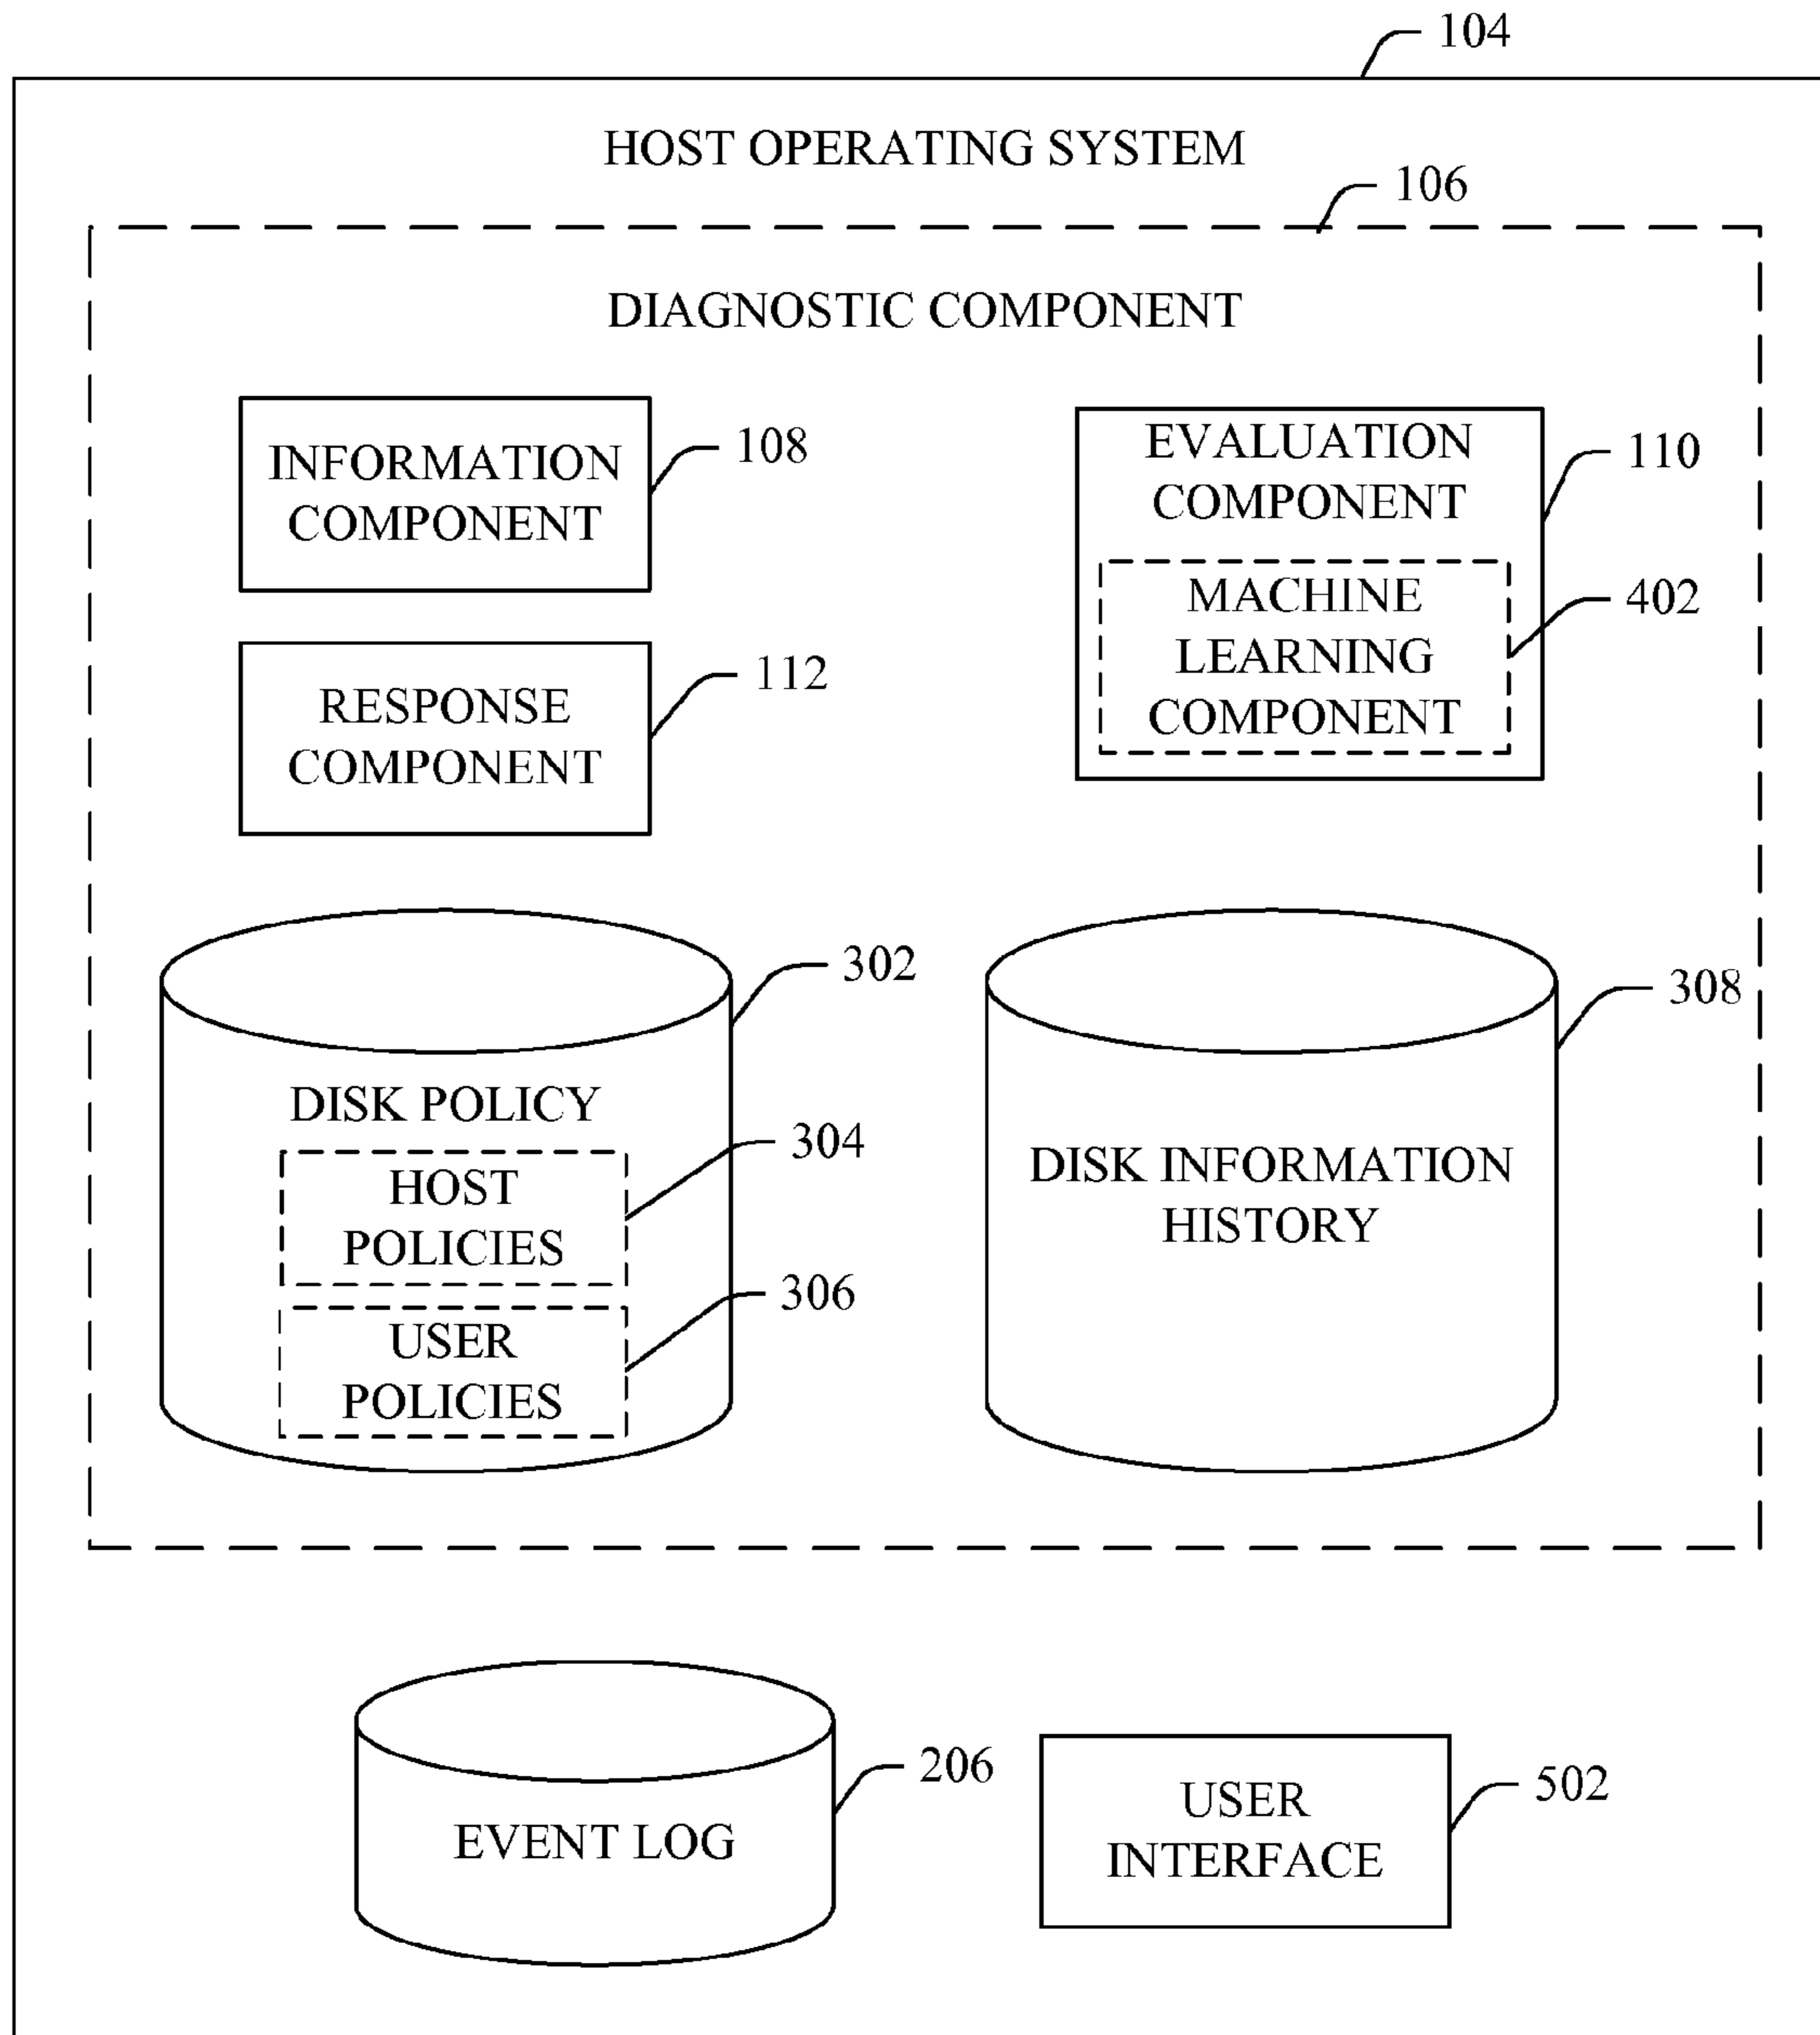 104
HOST OPERATING SYSTEM
106
DIAGNOSTIC COMPONENT
INFORMATION
COMPONENT
108
EVALUATION
COMPONENT
110
MACHINE
LEARNING
COMPONENT
402
RESPONSE
COMPONENT
112
302
DISK POLICY
304
HOST
POLICIES
306
USER
POLICIES
308
DISK INFORMATION
HISTORY
206
EVENT LOG
502
USER
INTERFACE